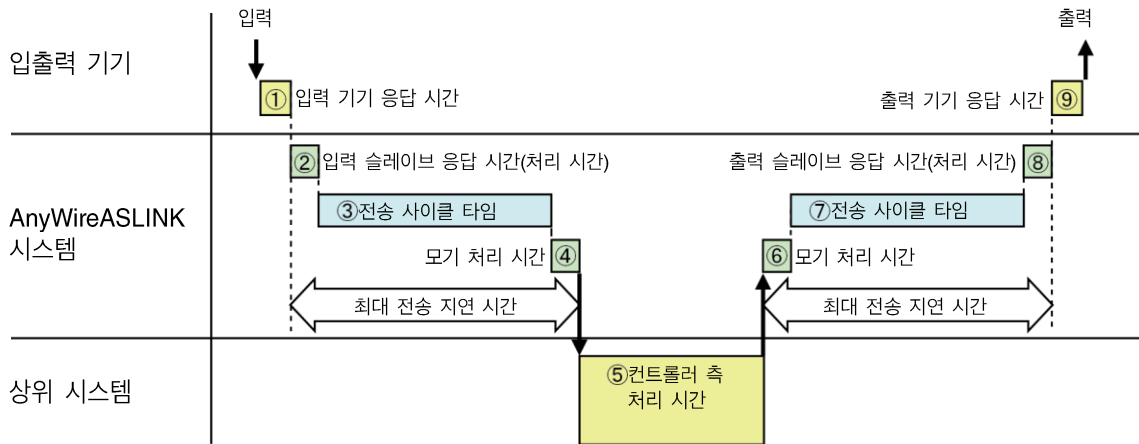 입력
출력
입출력 기기
①입력 기기 응답 시간
출력 기기 응답 시간 ⑨
②입력 슬레이브 응답 시간(처리 시간)
출력 슬레이브 응답 시간(처리 시간) ⑧
AnyWireASLINK
시스템
③전송 사이클 타임
⑦전송 사이클 타임
모기 처리 시간 ④
⑥모기 처리 시간
최대 전송 지연 시간
최대 전송 지연 시간
상위 시스템
⑤컨트롤러 측
처리 시간